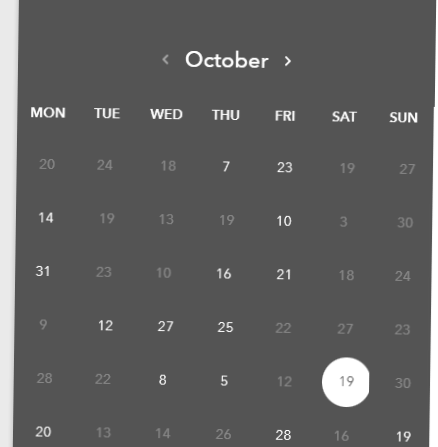 ‹ October ›
MON TUE WED THU FRI SAT SUN
20 24 18 7 23 19 27
14 19 13 19 10 3 30
31 23 10 16 21 18 24
9 12 27 25 22 27 23
28 22 8 5 12 19 30
20 13 14 26 28 16 19